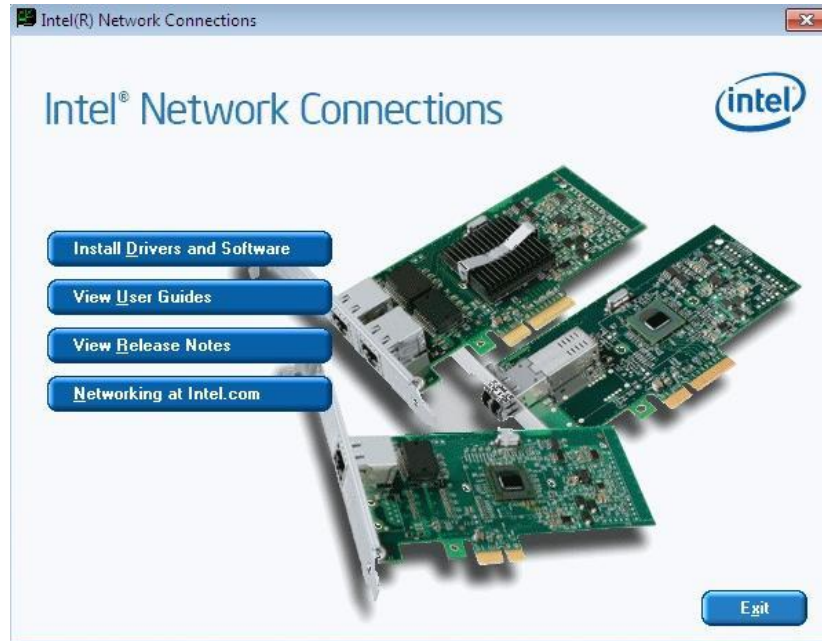 Intel(R) Network Connections
Intel® Network Connections
intel
Install Drivers and Software
View User Guides
View Release Notes
Networking at Intel.com
Exit